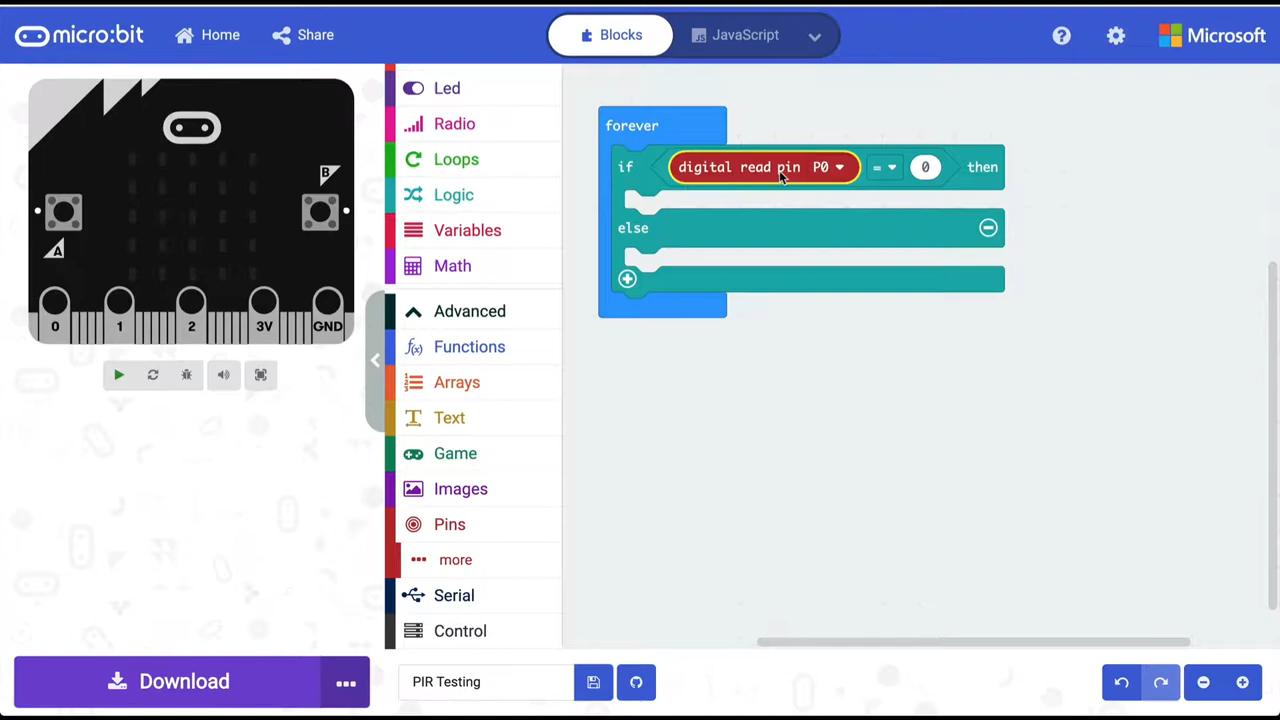 micro:bit Home Share Blocks JavaScript Microsoft
B
A
0 1 2 3V GND
Download
Led
Radio
Loops
Logic
Variables
Math
Advanced
Functions
Arrays
Text
Game
Images
Pins
more
Serial
Control
forever
if digital read pin P0 = 0 then
else
PIR Testing